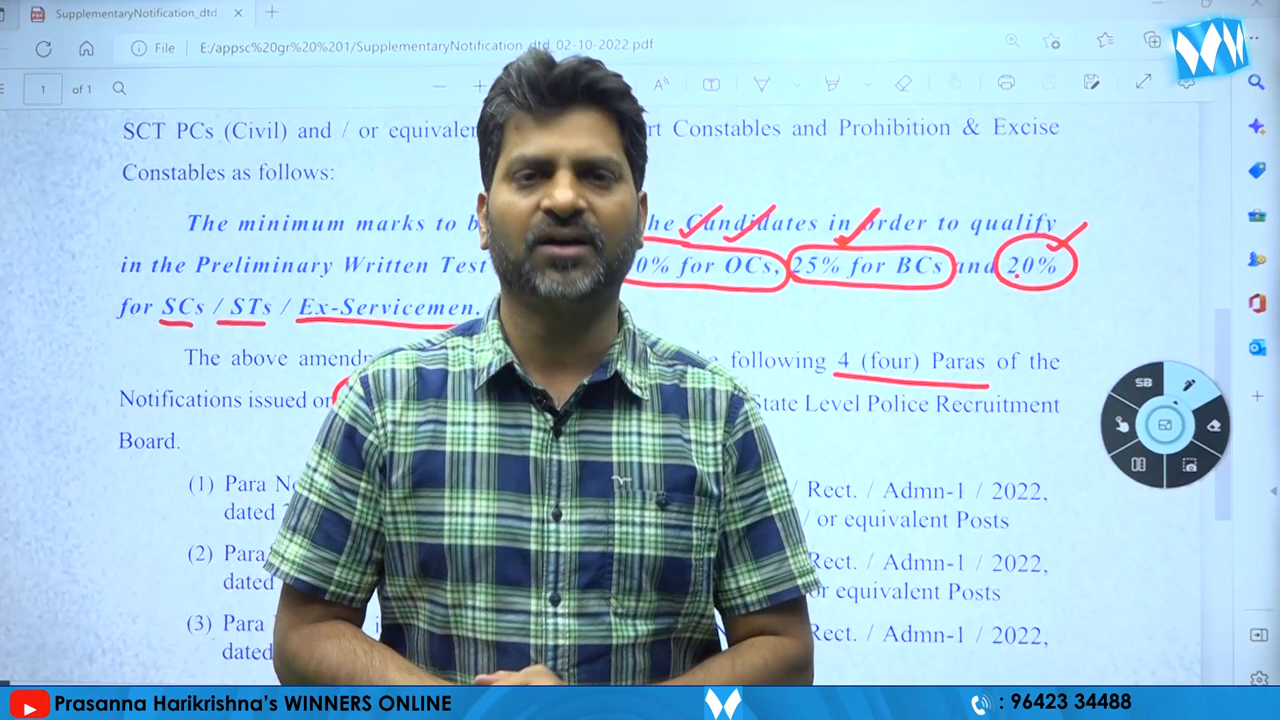 SupplementaryNotification_dtd
File E:/appsc%20gr%20%201/SupplementaryNotification_dtd_02-10-2022.pdf
1 of 1
SCT PCs (Civil) and / or Constables and Prohibition & Excise
Constables as follows:
The minimum marks to Candidates in order to qualify
in the Preliminary Written Test 0% for OCs, 25% for BCs and 20%
for SCs / STs / Ex-Servicemen.
The above following 4 (four) Paras of the
Notifications issued on State Level Police Recruitment
Board.
(1) Para / Rect. / Admn-1 / 2022,
dated / or equivalent Posts
(2) Para Rect. / Admn-1 / 2022,
dated or equivalent Posts
(3) Para Rect. / Admn-1 / 2022,
dated
SB
Prasanna Harikrishna's WINNERS ONLINE : 96423 34488